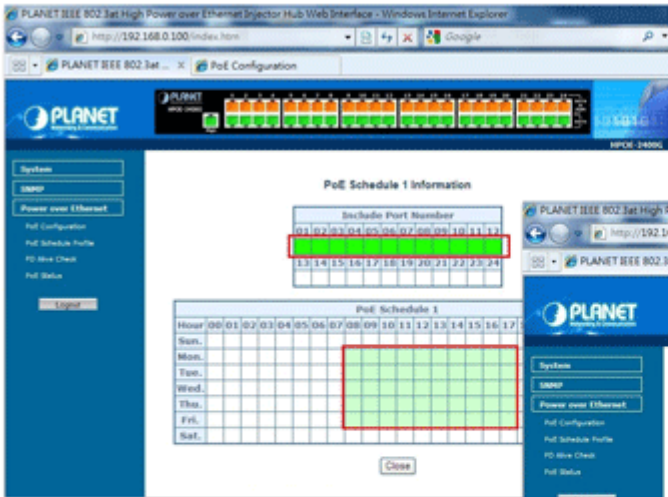 PLANET IEEE 802.3at High Power over Ethernet Injector Hub Web Interface - Windows Internet Explorer
http://192.168.0.100/index.htm
Google
PLANET IEEE 802.3at ...
PoE Configuration
PLANET
Networking & Communication
PLANET
HPOE-2400G
System
SNMP
Power over Ethernet
PoE Configuration
PoE Schedule Profile
PD Alive Check
PoE Status
Logout
PoE Schedule 1 Information
Include Port Number
01 02 03 04 05 06 07 08 09 10 11 12
13 14 15 16 17 18 19 20 21 22 23 24
PoE Schedule 1
Hour 00 01 02 03 04 05 06 07 08 09 10 11 12 13 14 15 16 17
Sun.
Mon.
Tue.
Wed.
Thu.
Fri.
Sat.
Close
PLANET IEEE 802.3at High
http://192.1
PLANET IEEE 802.3
PLANET
Networking & Communication
System
SNMP
Power over Ethernet
PoE Configuration
PoE Schedule Profile
PD Alive Check
PoE Status